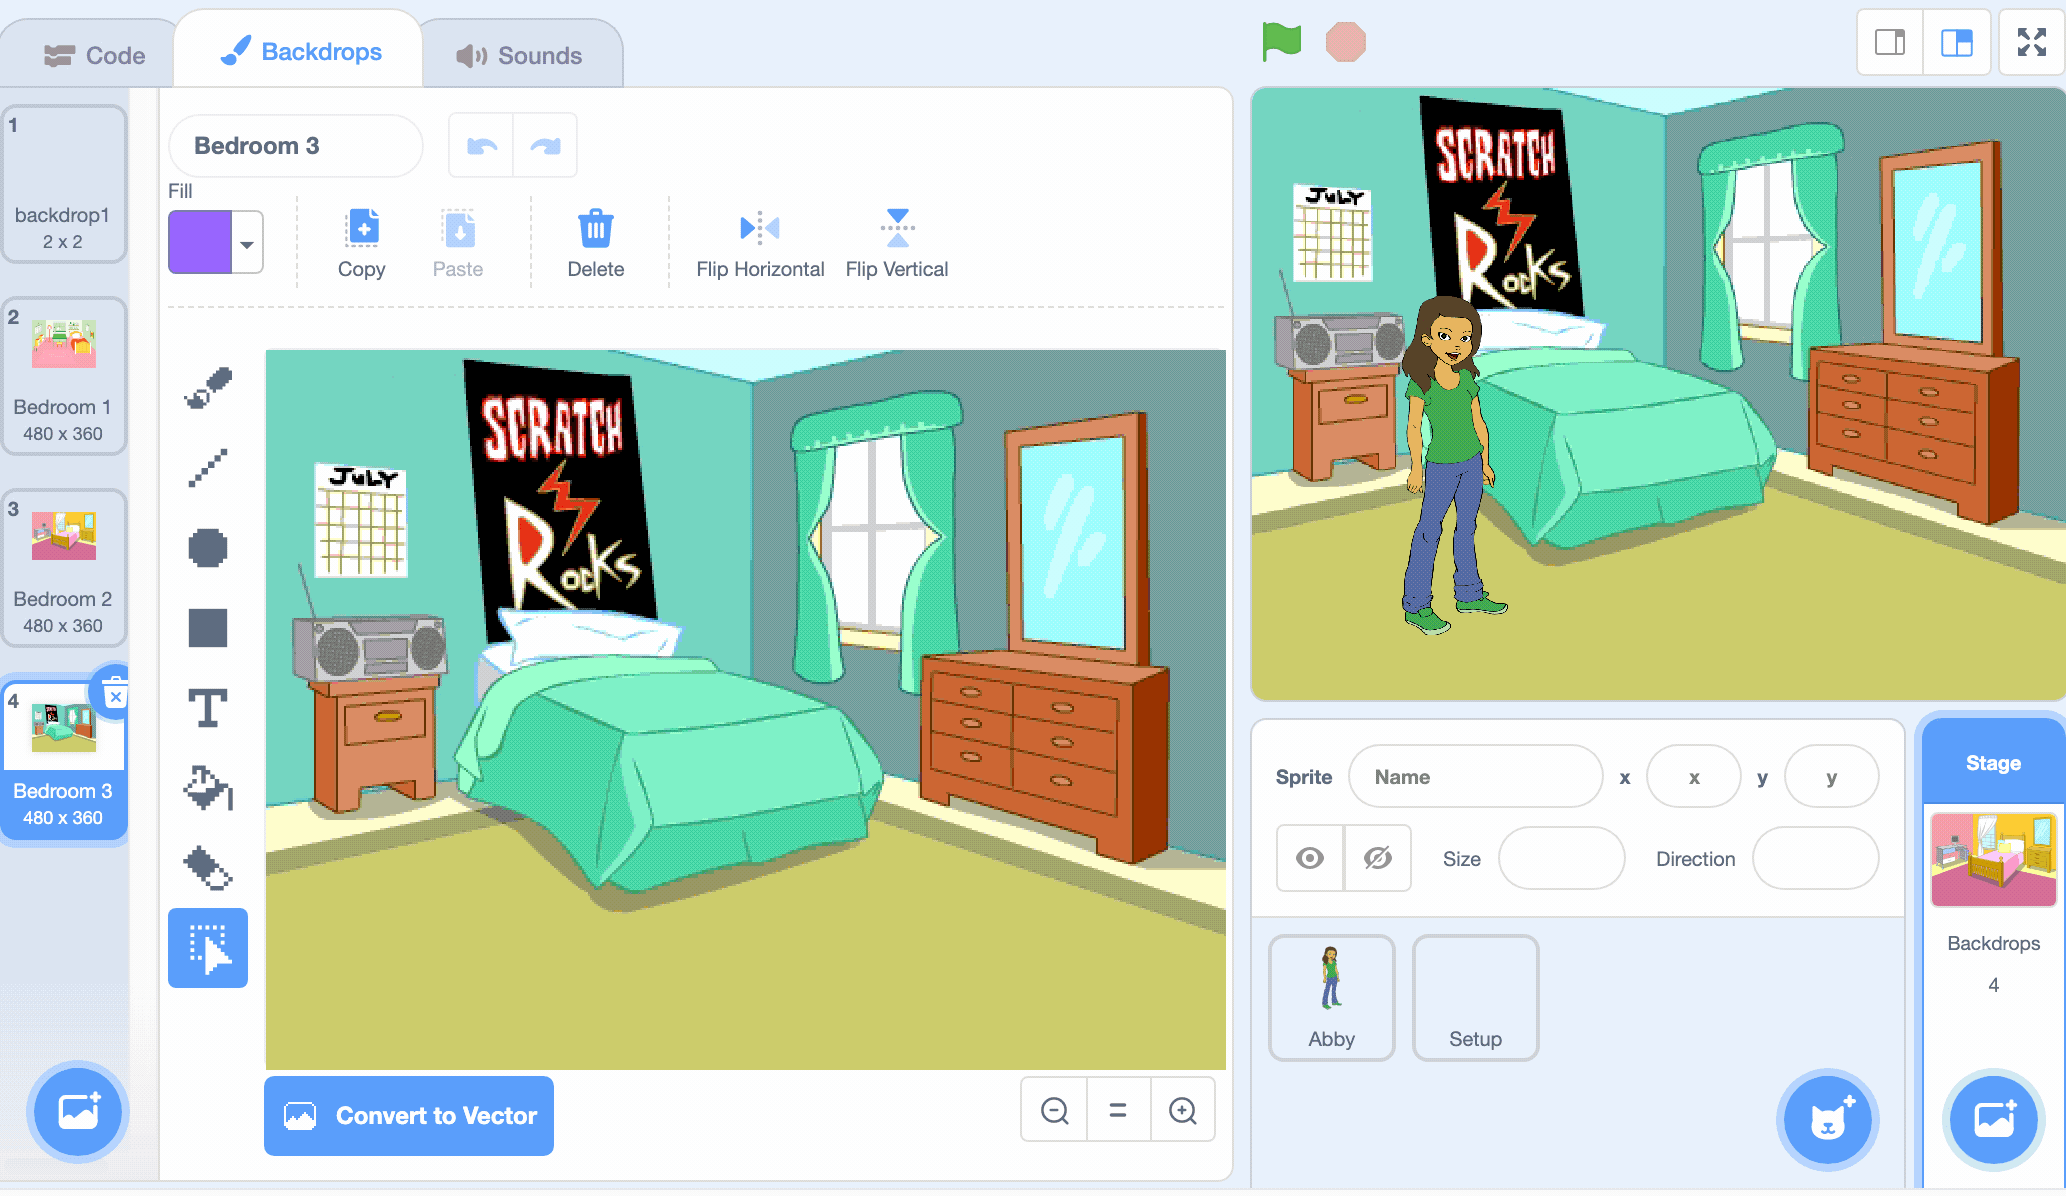 Code
Backdrops
Sounds
1
backdrop1
2 x 2
2
Bedroom 1
480 x 360
3
Bedroom 2
480 x 360
4
Bedroom 3
480 x 360
Bedroom 3
Fill
Copy
Paste
Delete
Flip Horizontal
Flip Vertical
T
JULY
SCRATCH
ROCKS
Convert to Vector
=
JULY
SCRATCH
ROCKS
Sprite
Name
x
x
y
y
Size
Direction
Abby
Setup
Stage
Backdrops
4